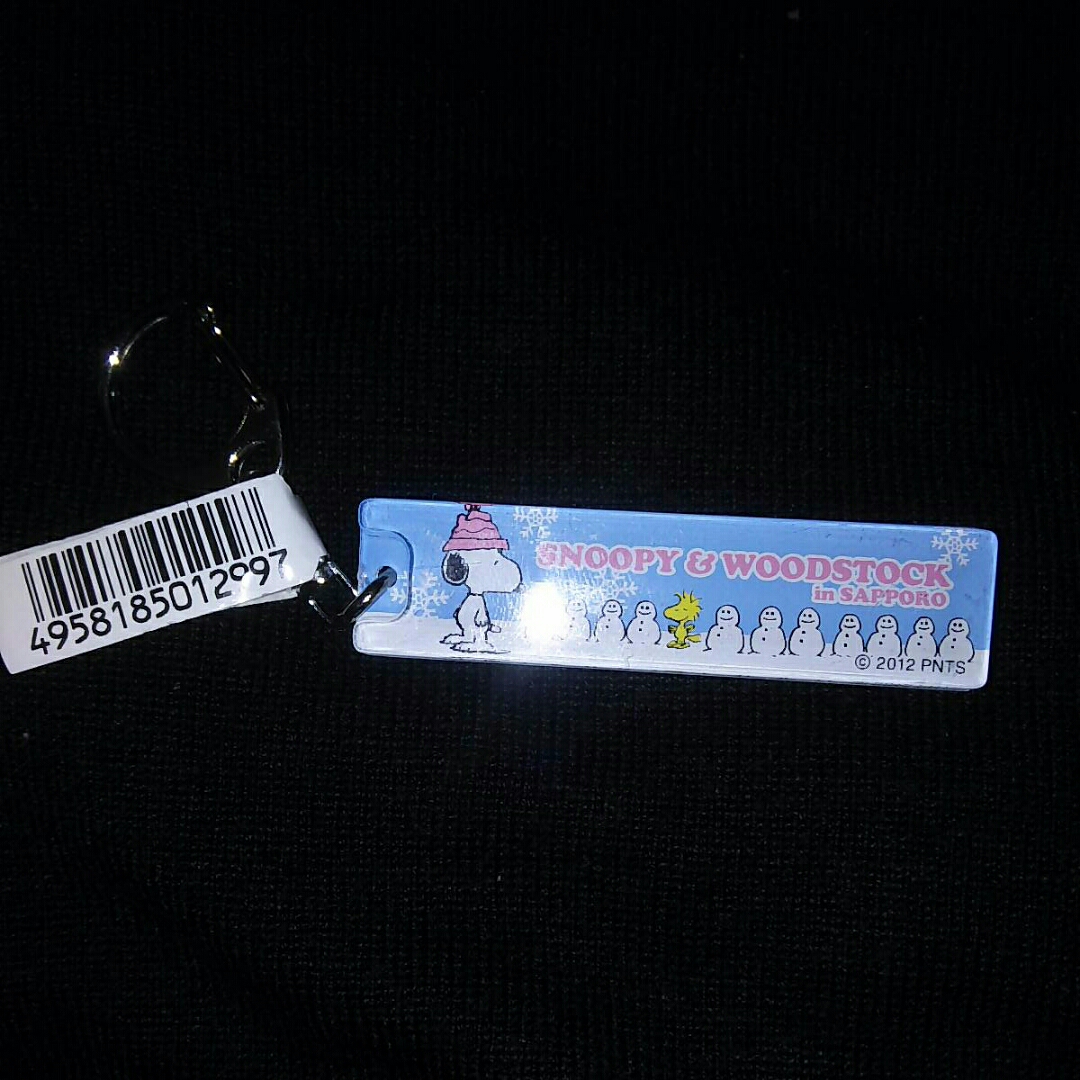 SNOOPY & WOODSTOCK
in SAPPORO
© 2012 PNTS
4958185012997